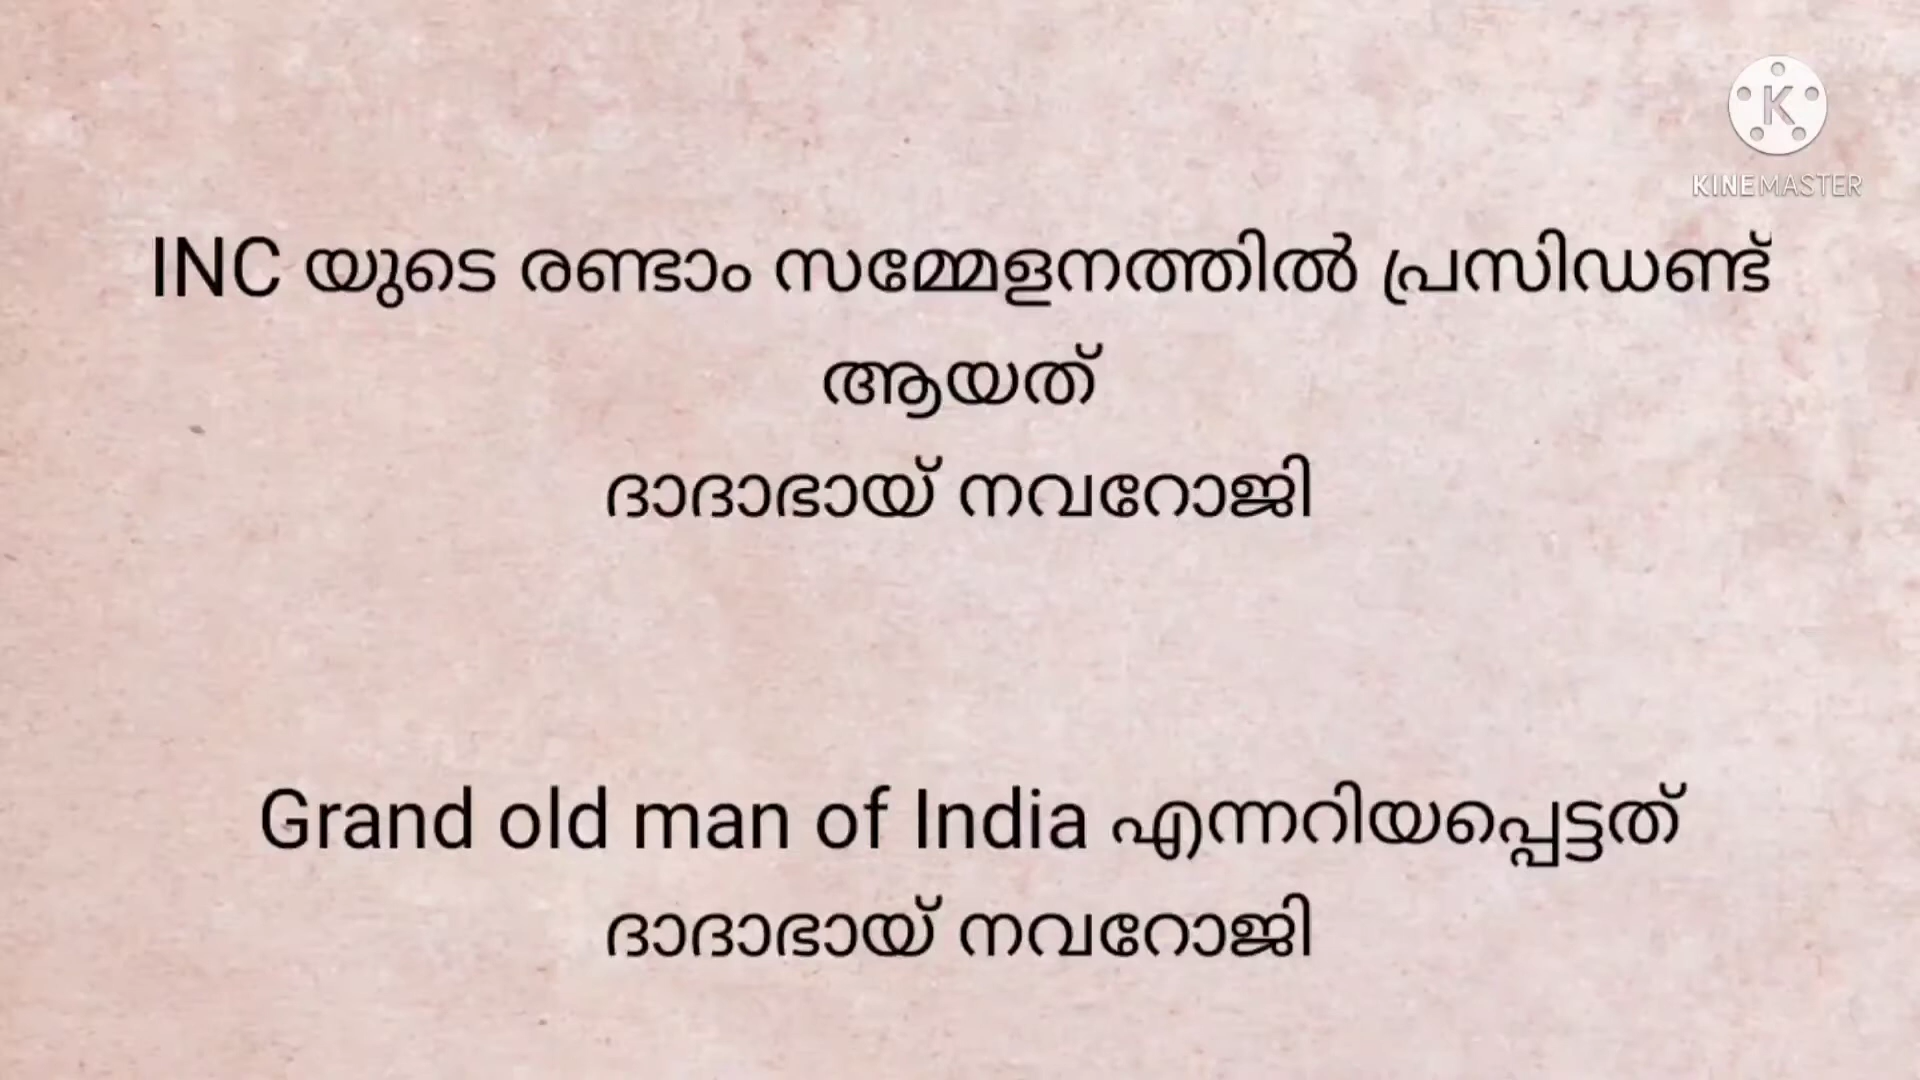 KINEMASTER
INC യുടെ രണ്ടാം സമ്മേളനത്തിൽ പ്രസിഡണ്ട്
ആയത്
ദാദാഭായ് നവറോജി
Grand old man of India എന്നറിയപ്പെട്ടത്
ദാദാഭായ് നവറോജി